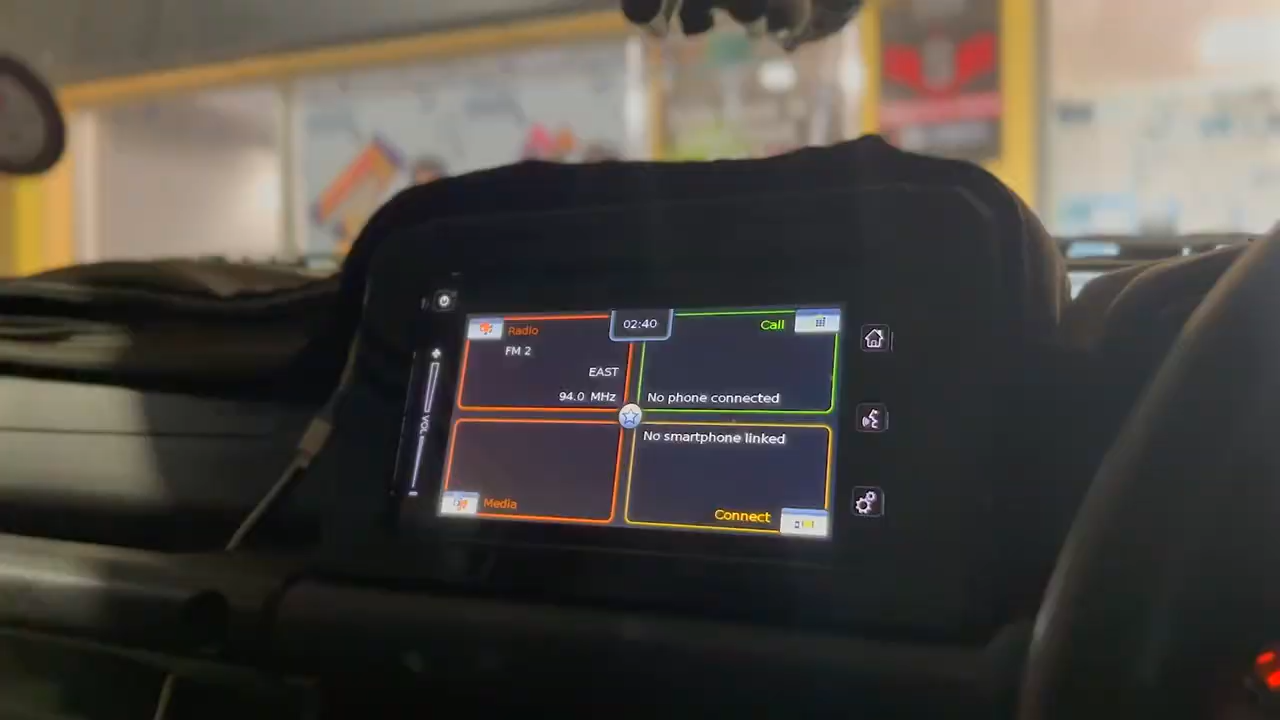 Radio
02:40
Call
FM 2
EAST
94.0 MHz
No phone connected
VOL
No smartphone linked
Media
Connect